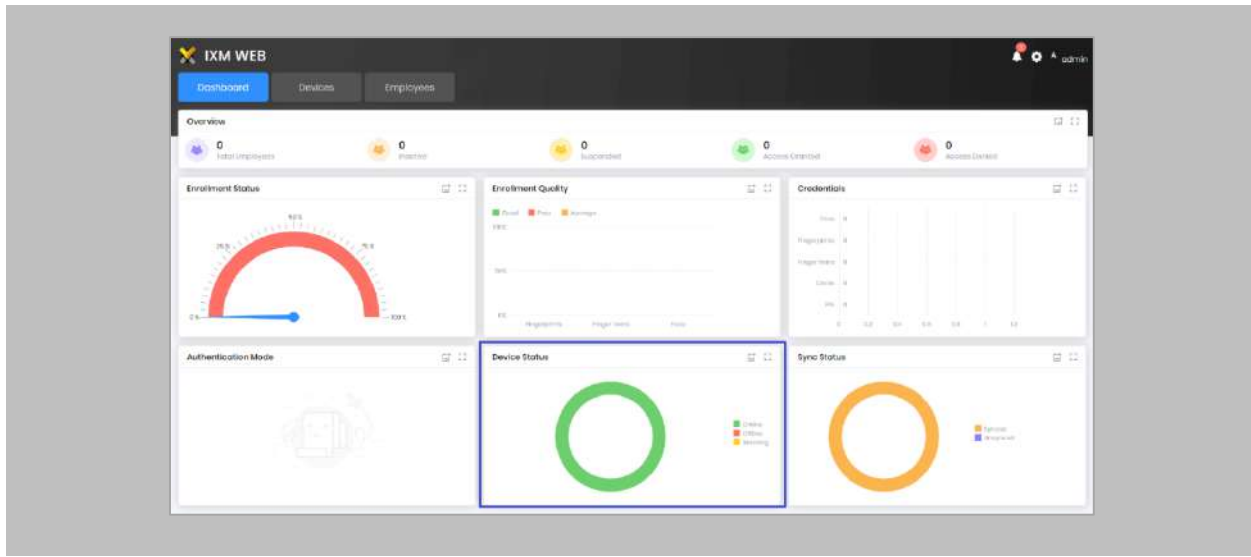 IXM WEB
admin
Dashboard Devices Employees
Overview
0 0 0 0 0
Total Employees Inactive Suspended Access Granted Access Denied
Enrollment Status Enrollment Quality Credentials
Good Poor Average
0% 25% 50% 75% 100%
Fingerprints Finger Veins Face
Authentication Mode Device Status Sync Status
Online
Offline
Warning